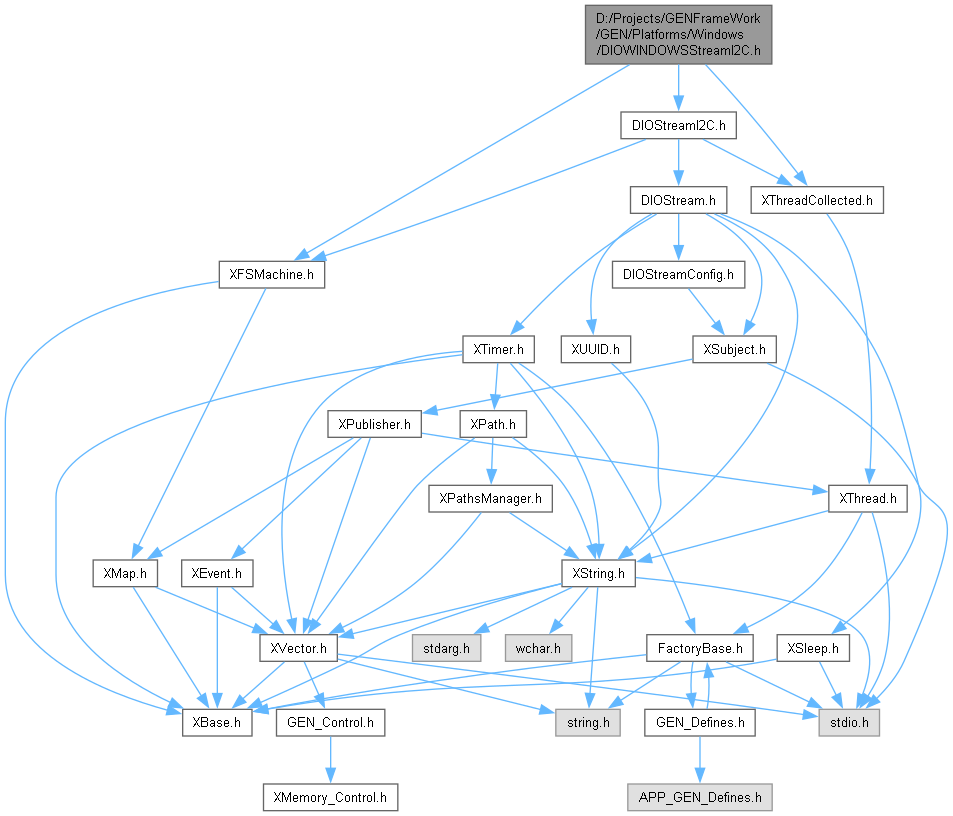 D:/Projects/GENFrameWork
/GEN/Platforms/Windows
/DIOWINDOWSStreamI2C.h
DIOStreamI2C.h
DIOStream.h
XThreadCollected.h
XFSMachine.h
DIOStreamConfig.h
XTimer.h
XUUID.h
XSubject.h
XPublisher.h
XPath.h
XPathsManager.h
XThread.h
XMap.h
XEvent.h
XString.h
XVector.h
stdarg.h
wchar.h
FactoryBase.h
XSleep.h
XBase.h
GEN_Control.h
string.h
GEN_Defines.h
stdio.h
XMemory_Control.h
APP_GEN_Defines.h